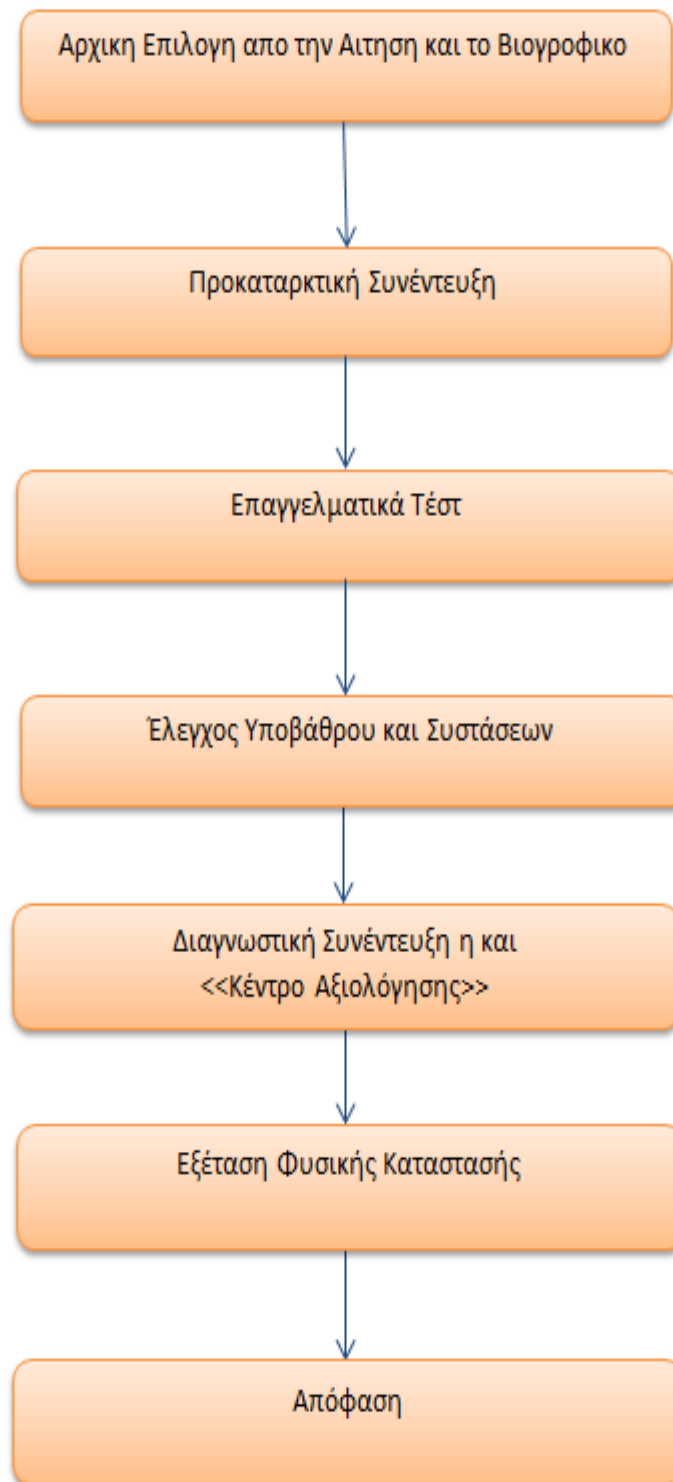 Αρχικη Επιλογη απο την Αιτηση και το Βιογροφικο
Προκαταρκτική Συνέντευξη
Επαγγελματικά Τέστ
Έλεγχος Υποβάθρου και Συστάσεων
Διαγνωστική Συνέντευξη η και
<<Κέντρο Αξιολόγησης>>
Εξέταση Φυσικής Καταστασής
Απόφαση